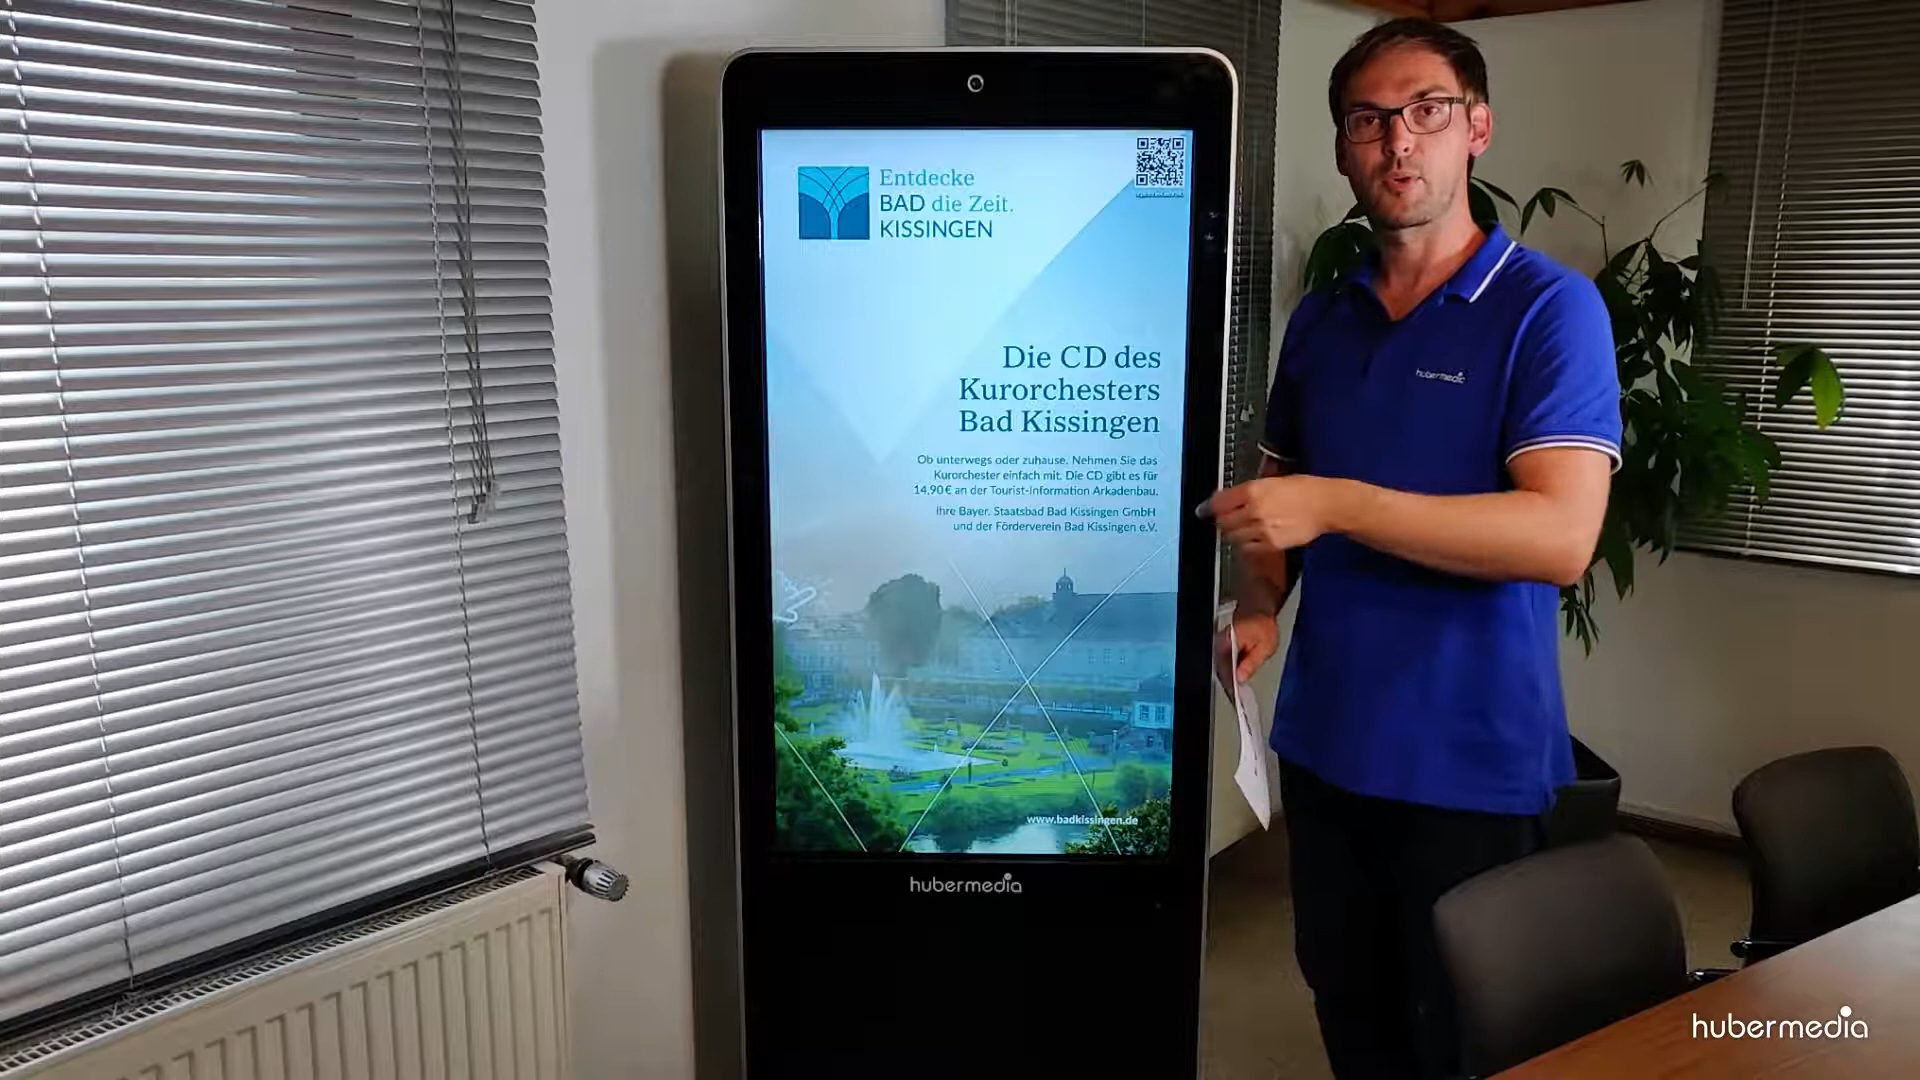 Entdecke
BAD die Zeit.
KISSINGEN
Die CD des
Kurorchesters
Bad Kissingen
Ob unterwegs oder zuhause. Nehmen Sie das
Kurorchester einfach mit. Die CD gibt es für
14,90 € an der Tourist-Information Arkadenbau.
Ihre Bayer. Staatsbad Bad Kissingen GmbH
und der Förderverein Bad Kissingen e.V.
www.badkissingen.de
hubermedia
hubermedia
hubermedia